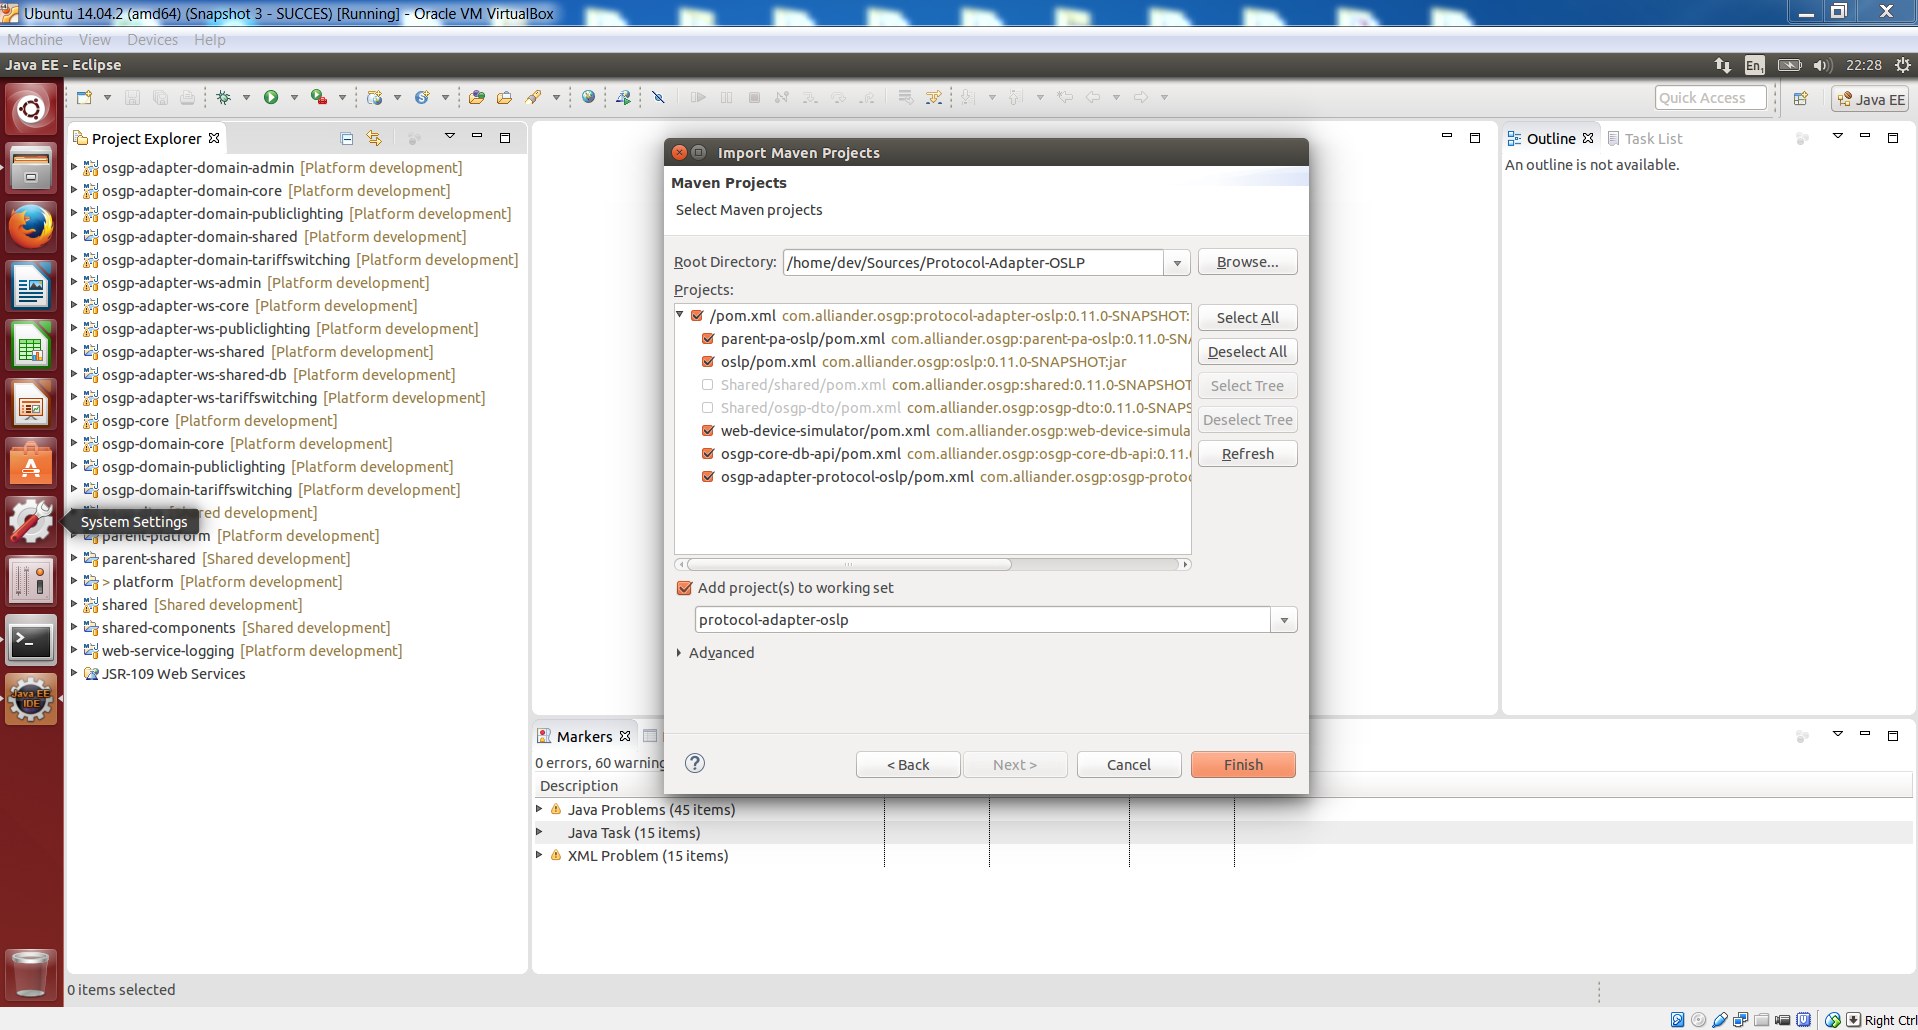 Ubuntu 14.04.2 (amd64) (Snapshot 3 - SUCCES) [Running] - Oracle VM VirtualBox
Machine View Devices Help
Java EE - Eclipse
En1
22:28
Quick Access
Java EE
Project Explorer
osgp-adapter-domain-admin [Platform development]
osgp-adapter-domain-core [Platform development]
osgp-adapter-domain-publiclighting [Platform development]
osgp-adapter-domain-shared [Platform development]
osgp-adapter-domain-tariffswitching [Platform development]
osgp-adapter-ws-admin [Platform development]
osgp-adapter-ws-core [Platform development]
osgp-adapter-ws-publiclighting [Platform development]
osgp-adapter-ws-shared [Platform development]
osgp-adapter-ws-shared-db [Platform development]
osgp-adapter-ws-tariffswitching [Platform development]
osgp-core [Platform development]
osgp-domain-core [Platform development]
osgp-domain-publiclighting [Platform development]
osgp-domain-tariffswitching [Platform development]
ed development]
System Settings
parent-platform [Platform development]
parent-shared [Shared development]
> platform [Platform development]
shared [Shared development]
shared-components [Shared development]
web-service-logging [Platform development]
JSR-109 Web Services
Java EE
IDE
Import Maven Projects
Maven Projects
Select Maven projects
Root Directory: /home/dev/Sources/Protocol-Adapter-OSLP Browse...
Projects:
/pom.xml com.alliander.osgp:protocol-adapter-oslp:0.11.0-SNAPSHOT:
parent-pa-oslp/pom.xml com.alliander.osgp:parent-pa-oslp:0.11.0-SNA
oslp/pom.xml com.alliander.osgp:oslp:0.11.0-SNAPSHOT:jar
Shared/shared/pom.xml com.alliander.osgp:shared:0.11.0-SNAPSHOT
Shared/osgp-dto/pom.xml com.alliander.osgp:osgp-dto:0.11.0-SNAPS
web-device-simulator/pom.xml com.alliander.osgp:web-device-simula
osgp-core-db-api/pom.xml com.alliander.osgp:osgp-core-db-api:0.11.
osgp-adapter-protocol-oslp/pom.xml com.alliander.osgp:osgp-proto
Select All
Deselect All
Select Tree
Deselect Tree
Refresh
Add project(s) to working set
protocol-adapter-oslp
Advanced
? < Back Next > Cancel Finish
Outline Task List
An outline is not available.
Markers
0 errors, 60 warning
Description
Java Problems (45 items)
Java Task (15 items)
XML Problem (15 items)
0 items selected
Right Ctrl